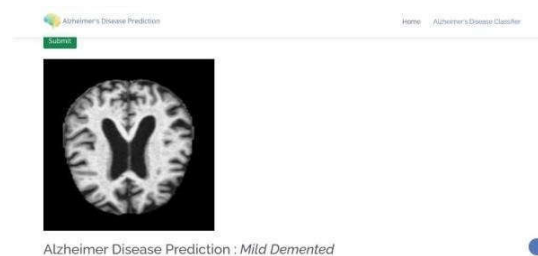 Alzheimer's Disease Prediction
Home Alzheimer's Disease Classifier
Submit
Alzheimer Disease Prediction : Mild Demented